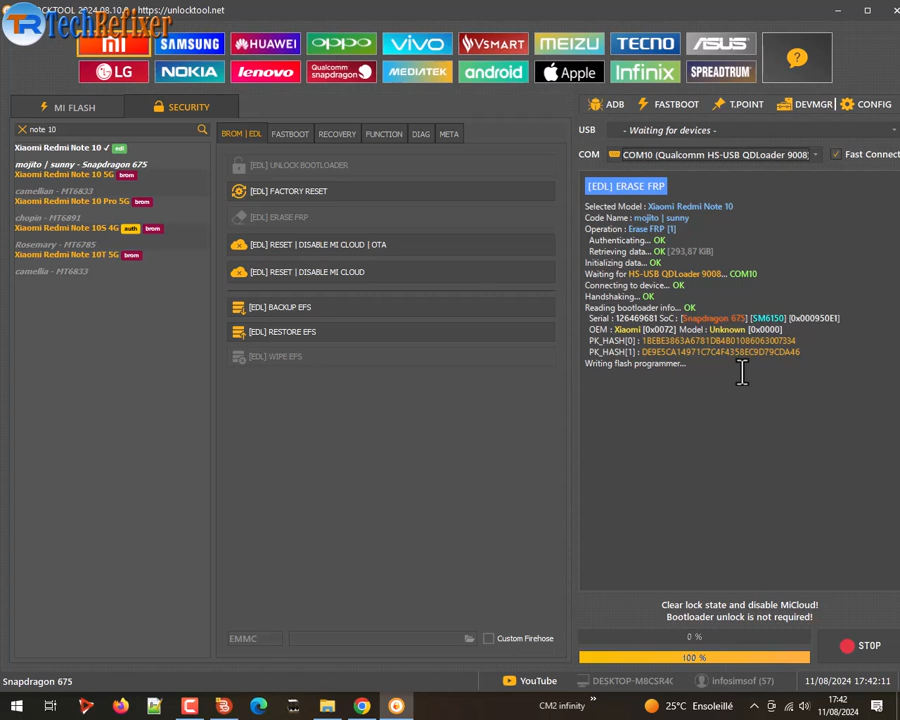 TR TechRefixer
LOCKTOOL 2024.08.10.0 - https://unlocktool.net
SAMSUNG HUAWEI oppo vivo VSMART MEIZU TECNO ASUS
LG NOKIA lenovo Qualcomm snapdragon MEDIATEK android Apple Infinix SPREADTRUM
?
MI FLASH SECURITY
note 10
Xiaomi Redmi Note 10 ✓ edl
mojito | sunny - Snapdragon 675
Xiaomi Redmi Note 10 5G brom
camellian - MT6833
Xiaomi Redmi Note 10 Pro 5G brom
chopin - MT6891
Xiaomi Redmi Note 10S 4G auth brom
Rosemary - MT6785
Xiaomi Redmi Note 10T 5G brom
camellia - MT6833
BROM | EDL FASTBOOT RECOVERY FUNCTION DIAG META
[EDL] UNLOCK BOOTLOADER
[EDL] FACTORY RESET
[EDL] ERASE FRP
[EDL] RESET | DISABLE MI CLOUD | OTA
[EDL] RESET | DISABLE MI CLOUD
[EDL] BACKUP EFS
[EDL] RESTORE EFS
[EDL] WIPE EFS
EMMC Custom Firehose
ADB FASTBOOT T.POINT DEVMGR CONFIG
USB - Waiting for devices -
COM COM10 (Qualcomm HS-USB QDLoader 9008) Fast Connect
[EDL] ERASE FRP
Selected Model : Xiaomi Redmi Note 10
Code Name : mojito | sunny
Operation : Erase FRP [1]
Authenticating... OK
Retrieving data... OK [293,87 KiB]
Initializing data... OK
Waiting for HS-USB QDLoader 9008... COM10
Connecting to device... OK
Handshaking... OK
Reading bootloader info... OK
Serial : 126469681 SoC : [Snapdragon 675] [SM6150] [0x000950E1]
OEM : Xiaomi [0x0072] Model : Unknown [0x0000]
PK_HASH[0] : 1BEBE3863A6781DB4B01086063007334
PK_HASH[1] : DE9E5CA14971C7C4F4358EC9D79CDA46
Writing flash programmer...
Clear lock state and disable MiCloud!
Bootloader unlock is not required!
0 %
100 %
STOP
Snapdragon 675 YouTube DESKTOP-M8CSR4 infosimsof (57) 11/08/2024 17:42:11
CM2 infinity 25°C Ensoleillé 17:42
11/08/2024